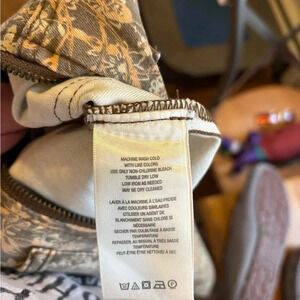 MACHINE WASH COLD
WITH LIKE COLORS
USE ONLY NON-CHLORINE BLEACH
TUMBLE DRY LOW
LOW IRON AS NEEDED
MAY BE DRY CLEANED
LAVER À LA MACHINE À L'EAU FROIDE
AVEC COULEURS SIMILAIRES
UTILISER UN AGENT DE
BLANCHIMENT SANS CHLORE SI
NÉCESSAIRE
SÉCHER PAR CULBUTAGE À BASSE
TEMPÉRATURE
REPASSER, AU BESOIN, À TRÈS BASSE
TEMPÉRATURE
PEUT ÊTRE NETTOYÉ À SEC